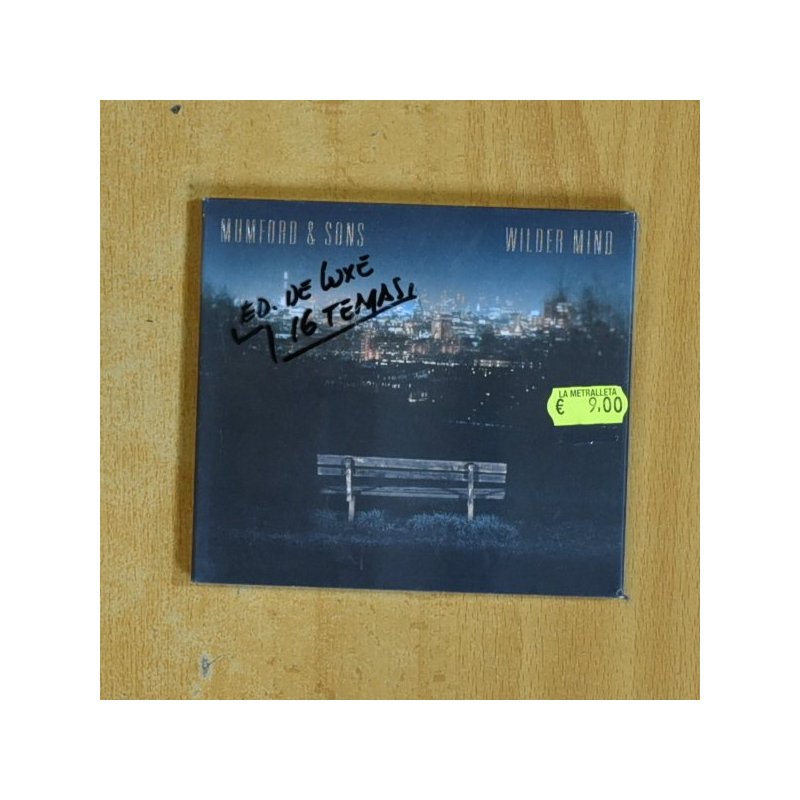 MUMFORD & SONS
WILDER MIND
ED. DE LUXE
16 TEMAS
LA METRALLETA
€ 9,00